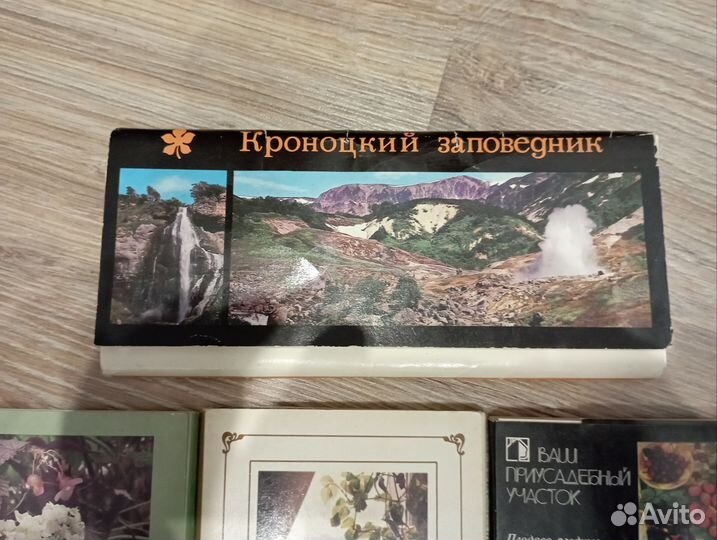 Кроноцкий заповедник
ВАШ
ПРИУСАДЕБНЫЙ
УЧАСТОК
Avito